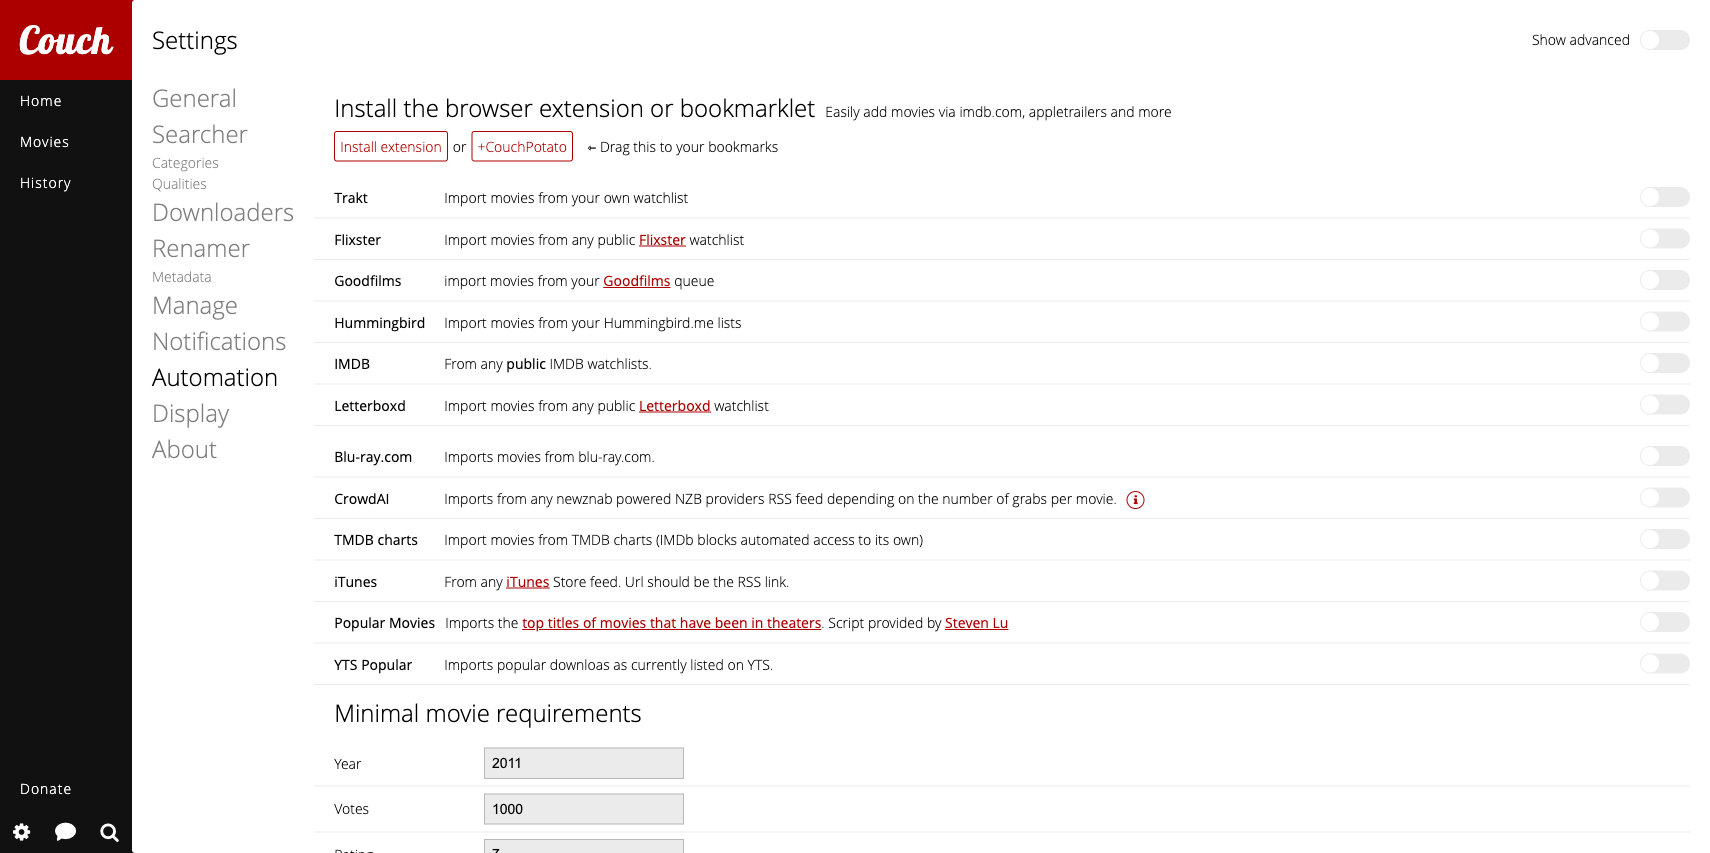 Couch
Home
Movies
History
Donate
Settings
Show advanced
General
Searcher
Categories
Qualities
Downloaders
Renamer
Metadata
Manage
Notifications
Automation
Display
About
Install the browser extension or bookmarklet Easily add movies via imdb.com, appletrailers and more
Install extension or +CouchPotato ← Drag this to your bookmarks
Trakt Import movies from your own watchlist
Flixster Import movies from any public Flixster watchlist
Goodfilms import movies from your Goodfilms queue
Hummingbird Import movies from your Hummingbird.me lists
IMDB From any public IMDB watchlists.
Letterboxd Import movies from any public Letterboxd watchlist
Blu-ray.com Imports movies from blu-ray.com.
CrowdAI Imports from any newznab powered NZB providers RSS feed depending on the number of grabs per movie.
TMDB charts Import movies from TMDB charts (IMDb blocks automated access to its own)
iTunes From any iTunes Store feed. Url should be the RSS link.
Popular Movies Imports the top titles of movies that have been in theaters. Script provided by Steven Lu
YTS Popular Imports popular downloas as currently listed on YTS.
Minimal movie requirements
Year 2011
Votes 1000